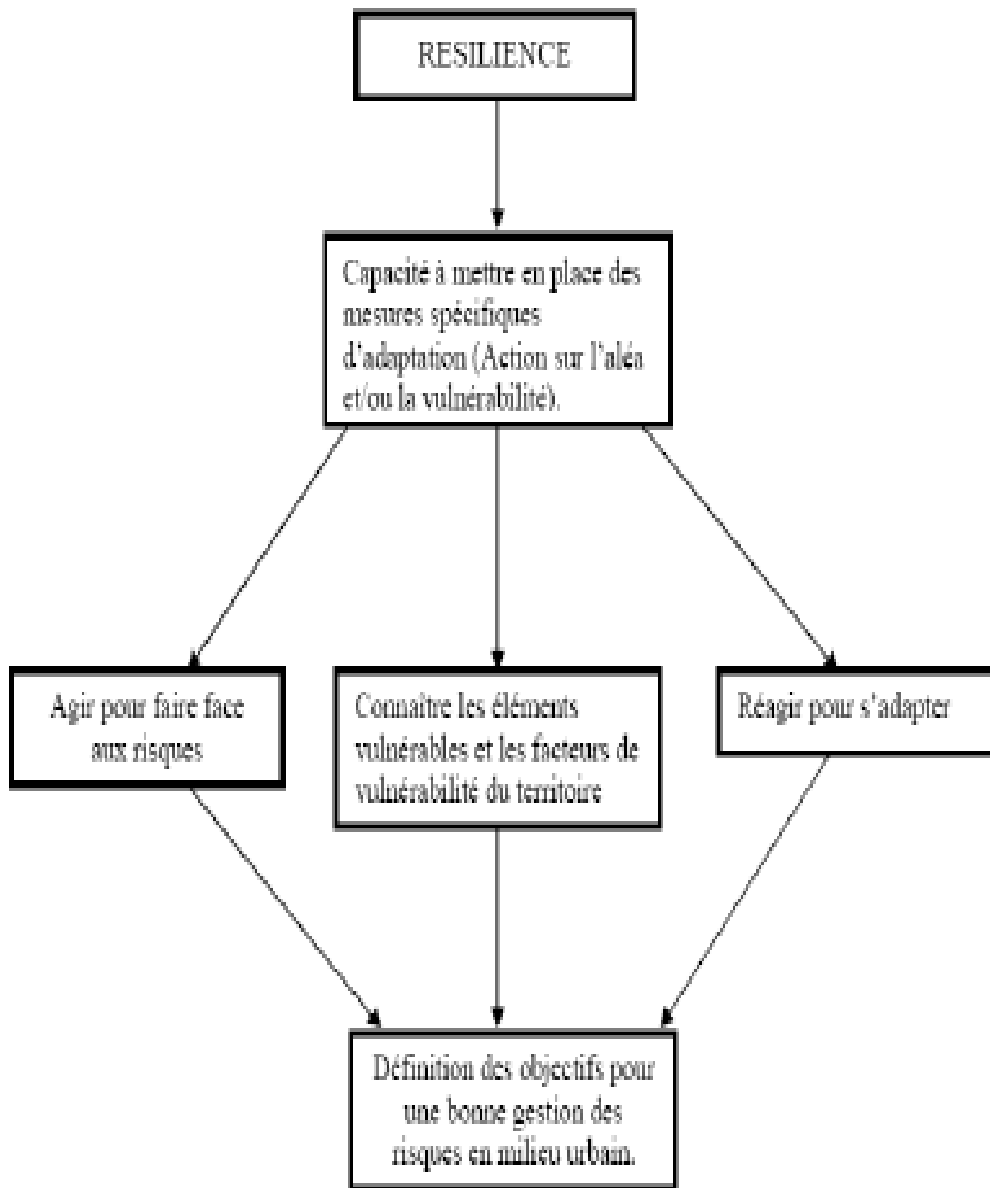 RESILIENCE
Capacité à mettre en place des
mesures spécifiques
d'adaptation (Action sur l'aléa
et/ou la vulnérabilité).
Agir pour faire face
aux risques
Connaître les éléments
vulnérables et les facteurs de
vulnérabilité du territoire
Réagir pour s'adapter
Définition des objectifs pour
une bonne gestion des
risques en milieu urbain.